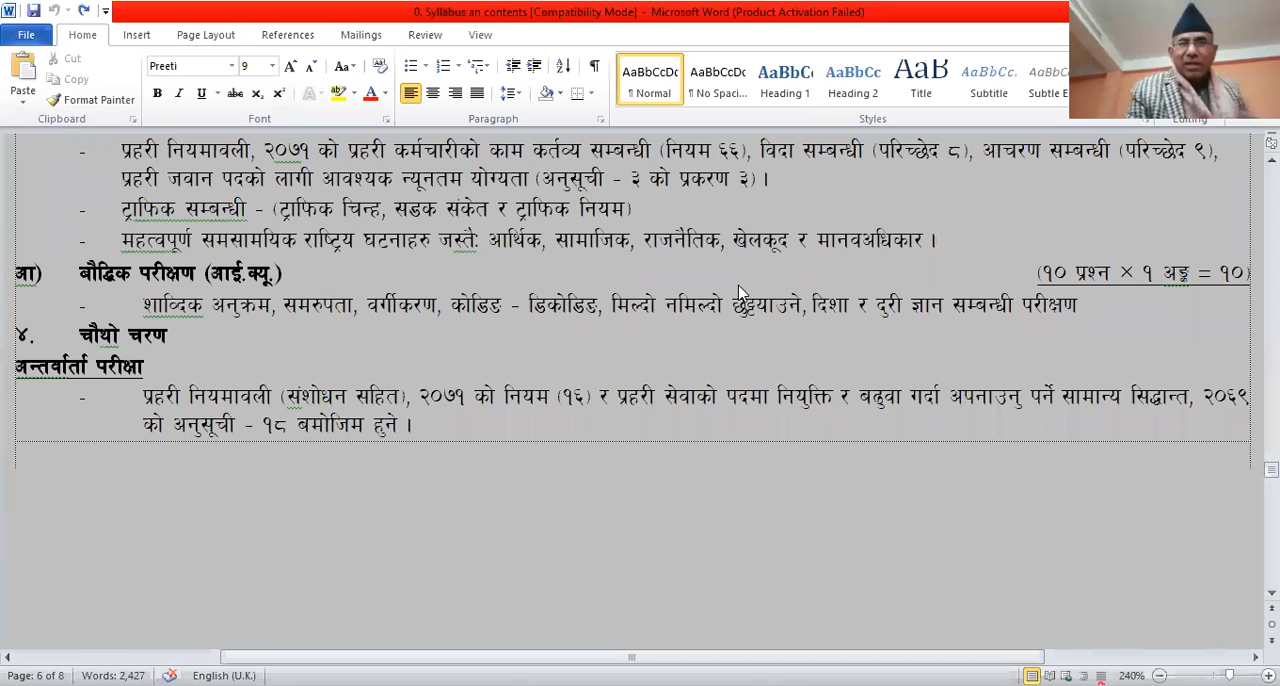 0. Syllabus an contents [Compatibility Mode] - Microsoft Word (Product Activation Failed)
File Home Insert Page Layout References Mailings Review View
Paste Cut Copy Format Painter
Preeti 9
AaBbCcDc AaBbCcDc AaBbC AaBbCc AaB AaBbCc. AaBbCc
¶ Normal ¶ No Spaci... Heading 1 Heading 2 Title Subtitle Subtle E
Clipboard Font Paragraph Styles Editing
- प्रहरी नियमावली, २०७१ को प्रहरी कर्मचारीको काम कर्तव्य सम्बन्धी (नियम ६६), विदा सम्बन्धी (परिच्छेद ८), आचरण सम्बन्धी (परिच्छेद ९),
प्रहरी जवान पदको लागी आवश्यक न्यूनतम योग्यता (अनुसूची - ३ को प्रकरण ३) ।
- ट्राफिक सम्बन्धी - (ट्राफिक चिन्ह, सडक संकेत र ट्राफिक नियम)
- महत्वपूर्ण समसामयिक राष्ट्रिय घटनाहरु जस्तै: आर्थिक, सामाजिक, राजनैतिक, खेलकूद र मानवअधिकार ।
आ) बौद्धिक परीक्षण (आई.क्यू.) (१० प्रश्न × १ अङ्क = १०)
- शाव्दिक अनुक्रम, समरुपता, वर्गीकरण, कोडिङ - डिकोडिङ, मिल्दो नमिल्दो छुट्टयाउने, दिशा र दुरी ज्ञान सम्बन्धी परीक्षण
४. चौथो चरण
अन्तर्वार्ता परीक्षा
- प्रहरी नियमावली (संशोधन सहित), २०७१ को नियम (१६) र प्रहरी सेवाको पदमा नियुक्ति र बढुवा गर्दा अपनाउनु पर्ने सामान्य सिद्धान्त, २०६९
को अनुसूची - १८ बमोजिम हुने ।
Page: 6 of 8 Words: 2,427 English (U.K.) 240%